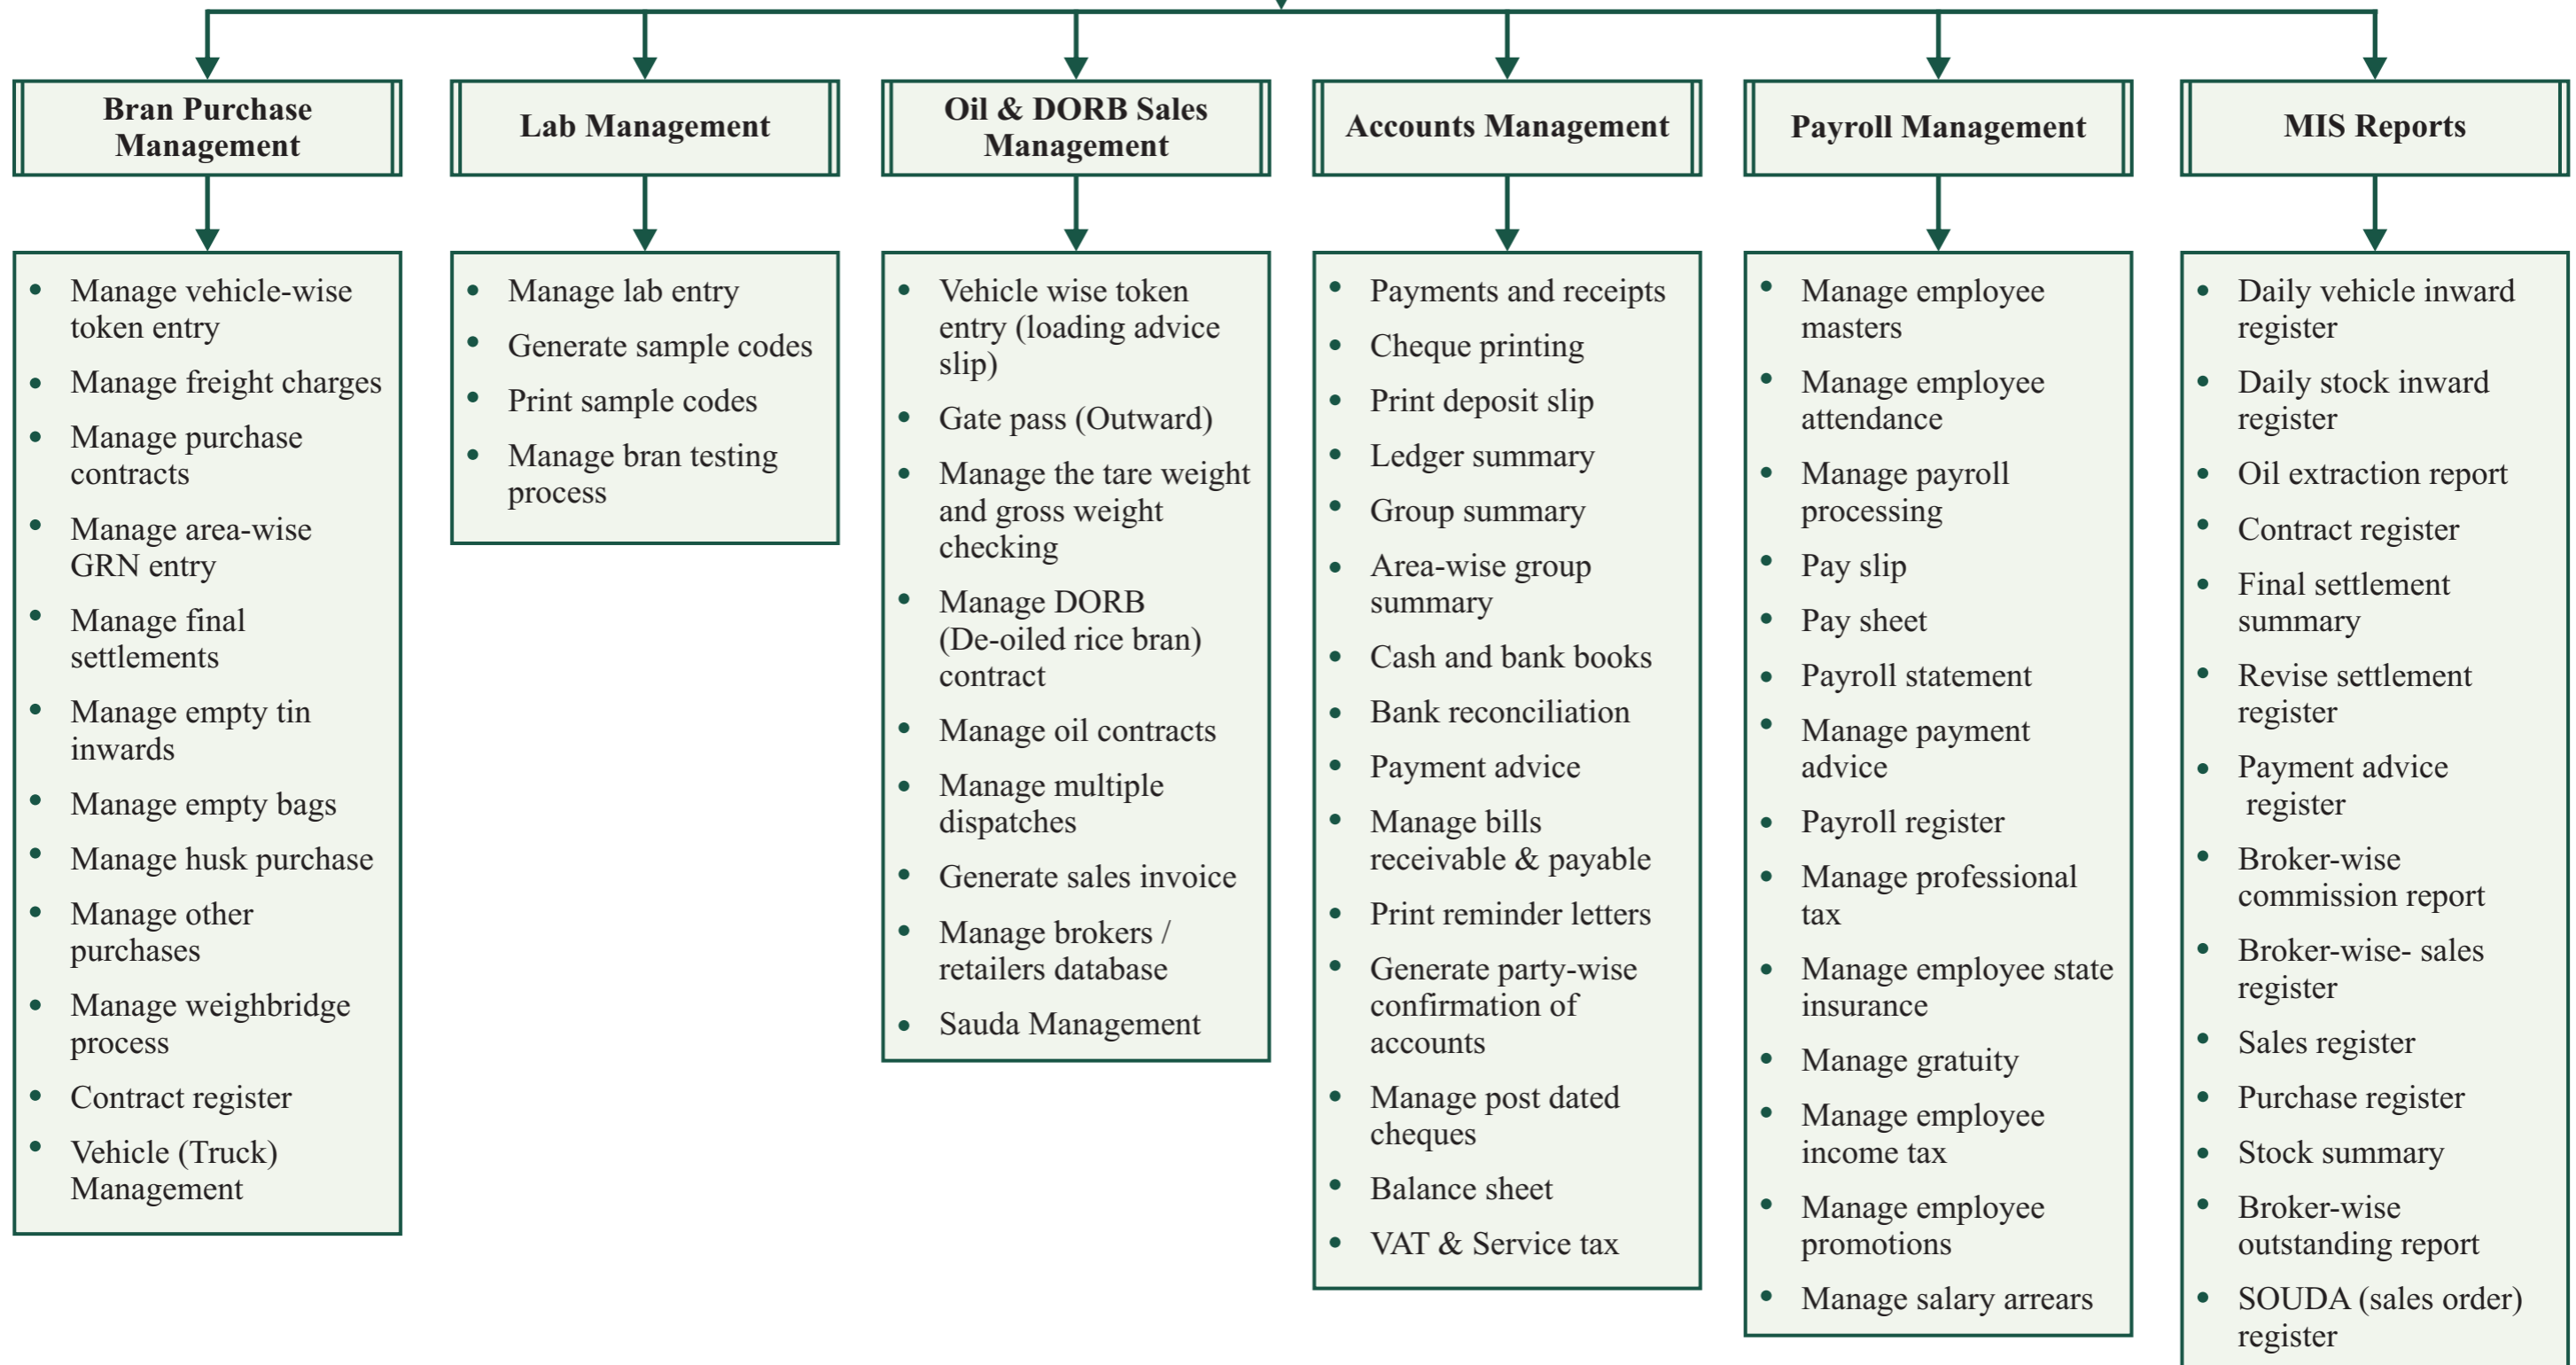 Bran Purchase
Management
Lab Management
Oil & DORB Sales
Management
Accounts Management
Payroll Management
MIS Reports
• Manage vehicle-wise
token entry
• Manage freight charges
• Manage purchase
contracts
• Manage area-wise
GRN entry
• Manage final
settlements
• Manage empty tin
inwards
• Manage empty bags
• Manage husk purchase
• Manage other
purchases
• Manage weighbridge
process
• Contract register
• Vehicle (Truck)
Management
• Manage lab entry
• Generate sample codes
• Print sample codes
• Manage bran testing
process
• Vehicle wise token
entry (loading advice
slip)
• Gate pass (Outward)
• Manage the tare weight
and gross weight
checking
• Manage DORB
(De-oiled rice bran)
contract
• Manage oil contracts
• Manage multiple
dispatches
• Generate sales invoice
• Manage brokers /
retailers database
• Sauda Management
• Payments and receipts
• Cheque printing
• Print deposit slip
• Ledger summary
• Group summary
• Area-wise group
summary
• Cash and bank books
• Bank reconciliation
• Payment advice
• Manage bills
receivable & payable
• Print reminder letters
• Generate party-wise
confirmation of
accounts
• Manage post dated
cheques
• Balance sheet
• VAT & Service tax
• Manage employee
masters
• Manage employee
attendance
• Manage payroll
processing
• Pay slip
• Pay sheet
• Payroll statement
• Manage payment
advice
• Payroll register
• Manage professional
tax
• Manage employee state
insurance
• Manage gratuity
• Manage employee
income tax
• Manage employee
promotions
• Manage salary arrears
• Daily vehicle inward
register
• Daily stock inward
register
• Oil extraction report
• Contract register
• Final settlement
summary
• Revise settlement
register
• Payment advice
register
• Broker-wise
commission report
• Broker-wise- sales
register
• Sales register
• Purchase register
• Stock summary
• Broker-wise
outstanding report
• SOUDA (sales order)
register